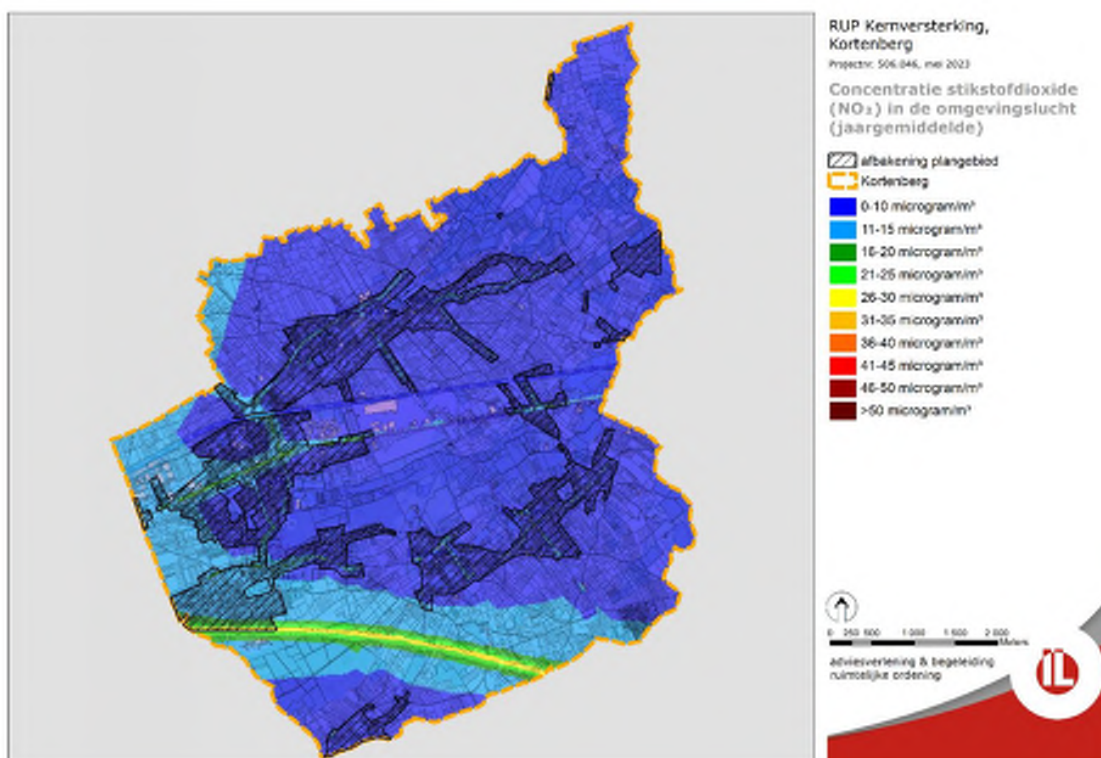 RUP Kernversterking,
Kortenberg
Projectnr: 506.046, mei 2023
Concentratie stikstofdioxide
(NO₂) in de omgevingslucht
(jaargemiddelde)
afbakening plangebied
Kortenberg
0-10 microgram/m³
11-15 microgram/m³
16-20 microgram/m³
21-25 microgram/m³
26-30 microgram/m³
31-35 microgram/m³
36-40 microgram/m³
41-45 microgram/m³
46-50 microgram/m³
>50 microgram/m³
0 250 500 1 000 1 500 2 000
Meters
adviesverlening & begeleiding
ruimtelijke ordening
IL